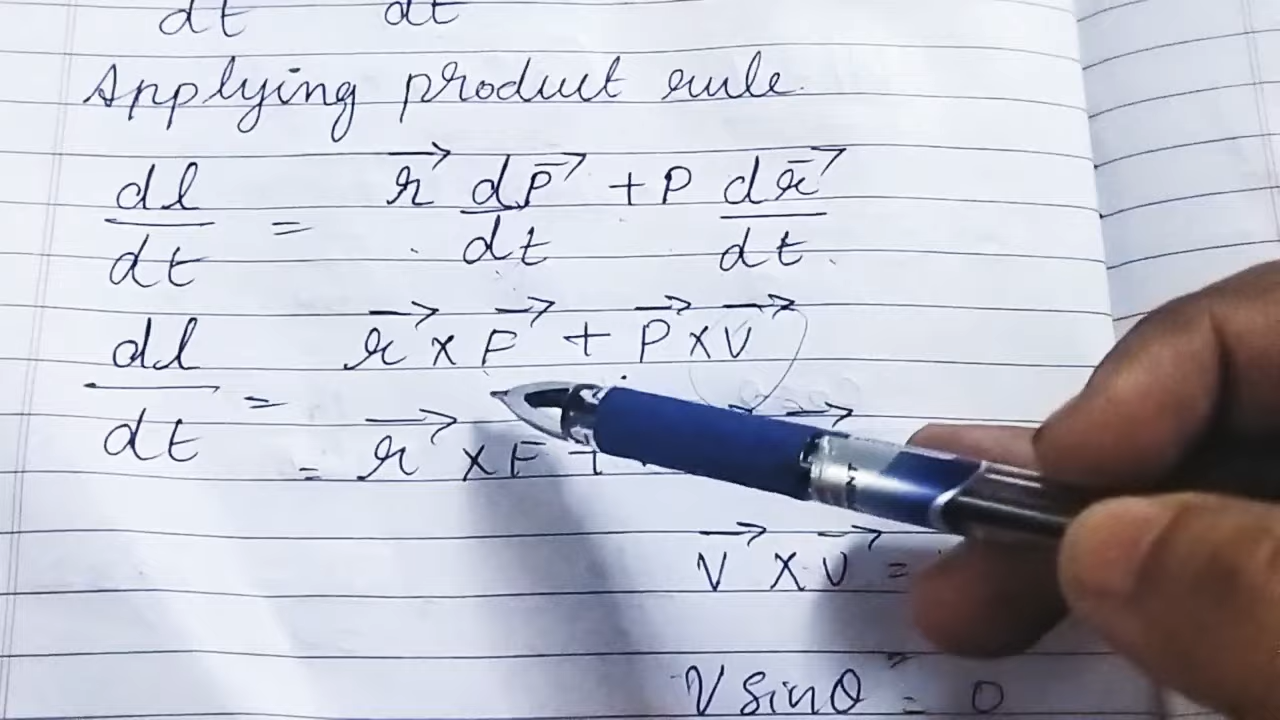 dt dt
Applying product rule.
dl/dt = r⃗ dp⃗/dt + P dr⃗/dt
dl/dt = r⃗ × F⃗ + P⃗ × V⃗
= r⃗ × F +
V⃗ × v⃗ =
V sinθ = 0